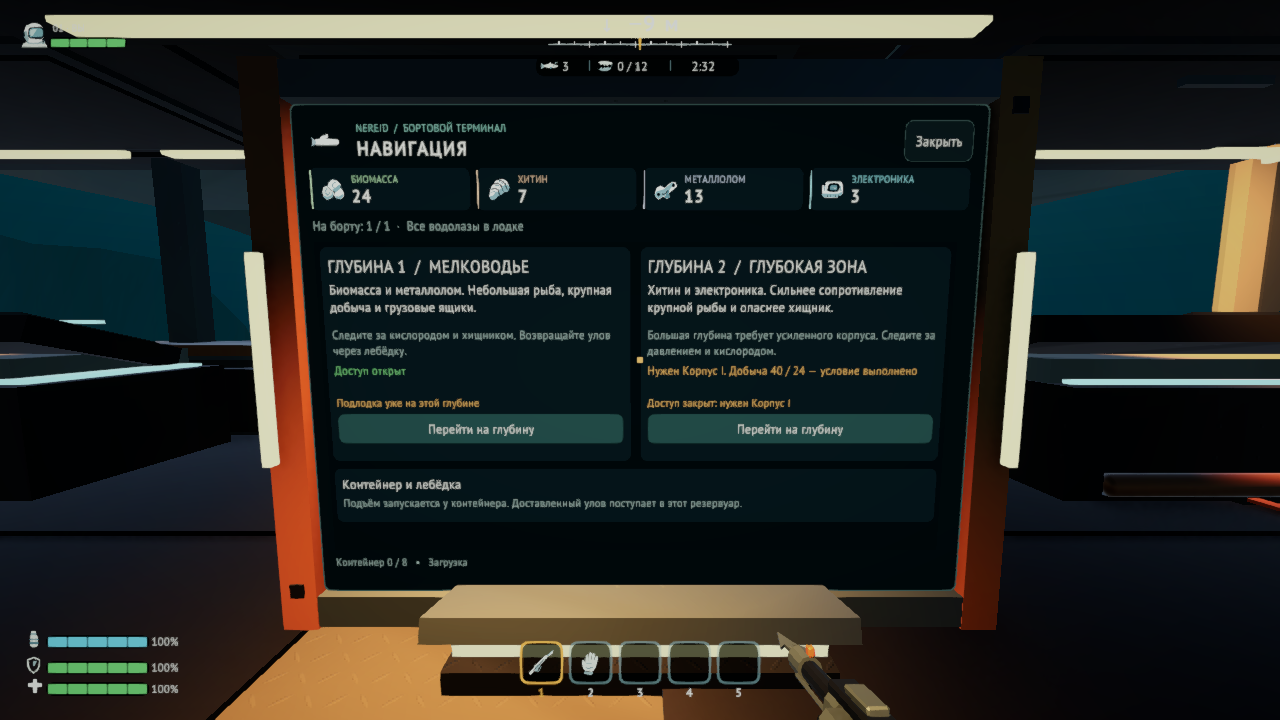 3 0/12 2:32
NEREID / БОРТОВОЙ ТЕРМИНАЛ
НАВИГАЦИЯ
Закрыть
БИОМАССА
24
ХИТИН
7
МЕТАЛЛОЛОМ
13
ЭЛЕКТРОНИКА
3
На борту: 1 / 1 · Все водолазы в лодке
ГЛУБИНА 1 / МЕЛКОВОДЬЕ
Биомасса и металлолом. Небольшая рыба, крупная
добыча и грузовые ящики.
Следите за кислородом и хищником. Возвращайте улов
через лебёдку.
Доступ открыт
Подлодка уже на этой глубине
Перейти на глубину
ГЛУБИНА 2 / ГЛУБОКАЯ ЗОНА
Хитин и электроника. Сильнее сопротивление
крупной рыбы и опаснее хищник.
Большая глубина требует усиленного корпуса. Следите за
давлением и кислородом.
Нужен Корпус I. Добыча 40 / 24 — условие выполнено
Доступ закрыт: нужен Корпус I
Перейти на глубину
Контейнер и лебёдка
Подъём запускается у контейнера. Доставленный улов поступает в этот резервуар.
Контейнер 0 / 8 • Загрузка
100%
100%
100%
1 2 3 4 5